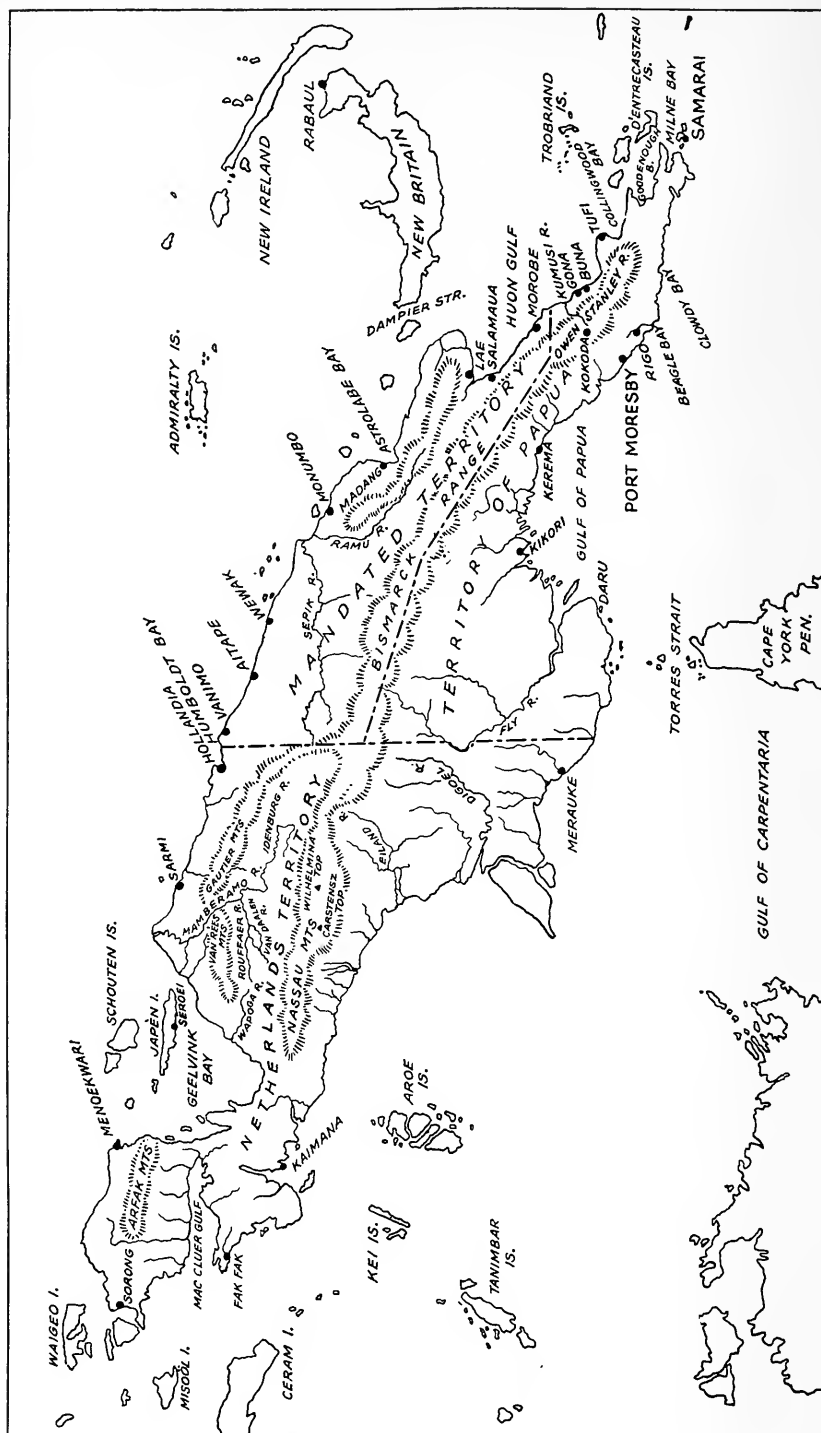 WAIGEO I.
SORONG
MISOÖL I.
CERAM I.
MENOEKWARI
ARFAK MTS
MAC CLUER GULF
FAK FAK
KAIMANA
KEI IS.
AROE
IS.
TANIMBAR
IS.
SCHOUTEN IS.
JAPEN I.
SEROEI
GEELVINK
BAY
SARMI
GAUTIER MTS
MAMBERAMO R.
IDENBURG R.
VAN REES
MTS
ROUFFAER R.
VAN DAALEN
R.
WAPOGA R.
NETHERLANDS TERRITORY
NASSAU MTS
WILHELMINA
TOP
CARSTENSZ
TOP
EILAND R.
DIGOEL
R.
MERAUKE
HOLLANDIA
HUMBOLDT BAY
VANIMO
AITAPE
WEWAK
SEPIK R.
RAMU R.
MONUMBO
MADANG
ASTROLABE BAY
MANDATED TERRITORY
BISMARCK RANGE
TERRITORY OF PAPUA
FLY R.
DARU
KIKORI
KEREMA
GULF OF PAPUA
TORRES STRAIT
CAPE
YORK
PEN.
GULF OF CARPENTARIA
ADMIRALTY IS.
NEW IRELAND
RABAUL
NEW BRITAIN
DAMPIER STR.
LAE
SALAMAUA
HUON GULF
MOROBE
KUMUSI R.
GONA
BUNA
TUFI
COLLINGWOOD
BAY
OWEN STANLEY R.
KOKODA
PORT MORESBY
RIGO
BEAGLE BAY
CLOWDY BAY
TROBRIAND
IS.
D'ENTRECASTEAU
IS.
GOODENOUGH
B.
MILNE BAY
SAMARAI